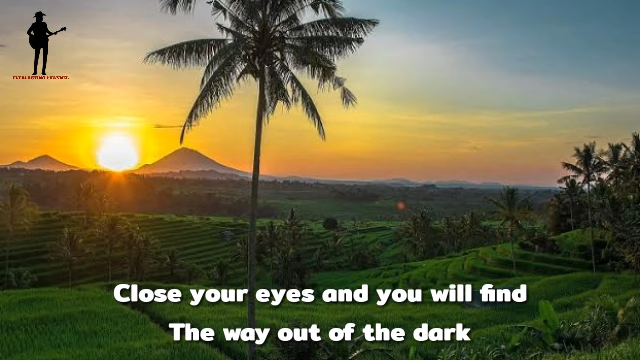 Close your eyes and you will find
The way out of the dark